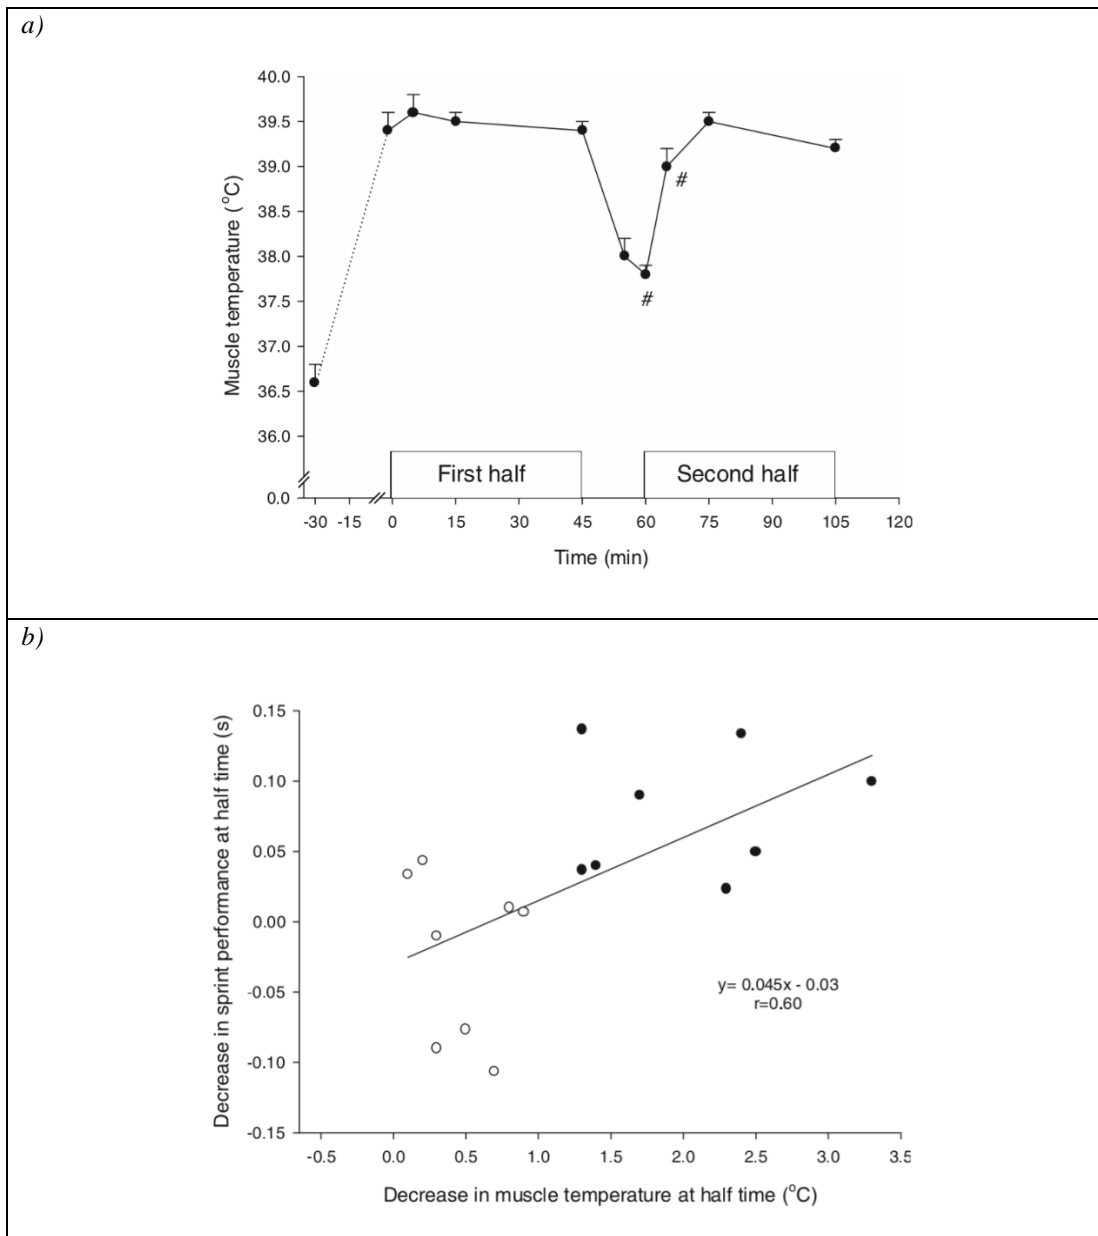 a)
40.0
39.5
39.0
38.5
38.0
37.5
37.0
36.5
36.0
0.0
Muscle temperature (°C)
#
#
First half
Second half
-30 -15 0 15 30 45 60 75 90 105 120
Time (min)
b)
0.15
0.10
0.05
0.00
-0.05
-0.10
-0.15
Decrease in sprint performance at half time (s)
y= 0.045x - 0.03
r=0.60
-0.5 0.0 0.5 1.0 1.5 2.0 2.5 3.0 3.5
Decrease in muscle temperature at half time (°C)